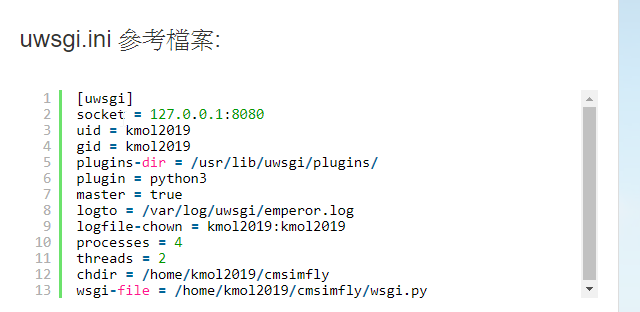 uwsgi.ini 參考檔案:
1 [uwsgi]
2 socket = 127.0.0.1:8080
3 uid = kmol2019
4 gid = kmol2019
5 plugins-dir = /usr/lib/uwsgi/plugins/
6 plugin = python3
7 master = true
8 logto = /var/log/uwsgi/emperor.log
9 logfile-chown = kmol2019:kmol2019
10 processes = 4
11 threads = 2
12 chdir = /home/kmol2019/cmsimfly
13 wsgi-file = /home/kmol2019/cmsimfly/wsgi.py